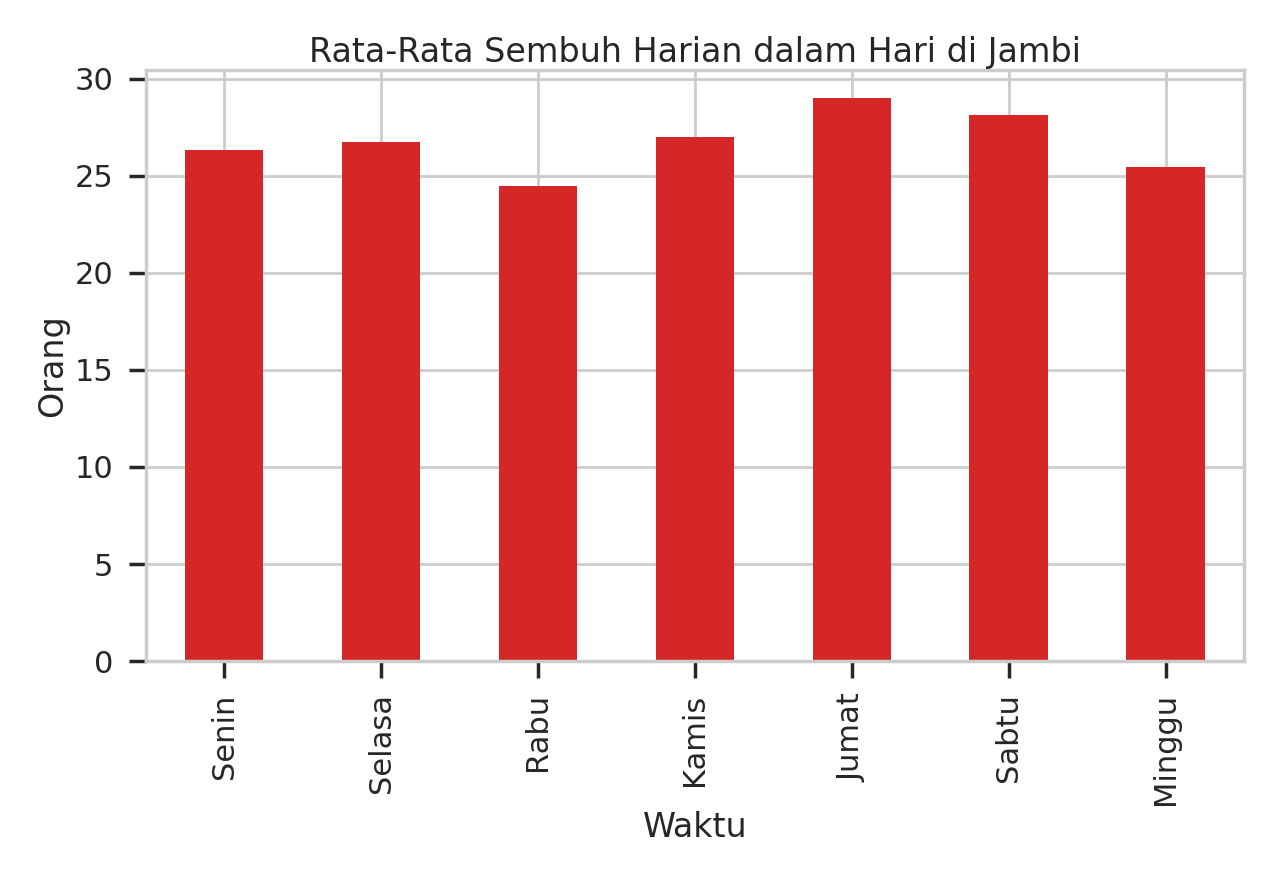 Rata-Rata Sembuh Harian dalam Hari di Jambi
30
25
20
15
10
5
0
Orang
Senin
Selasa
Rabu
Kamis
Jumat
Sabtu
Minggu
Waktu